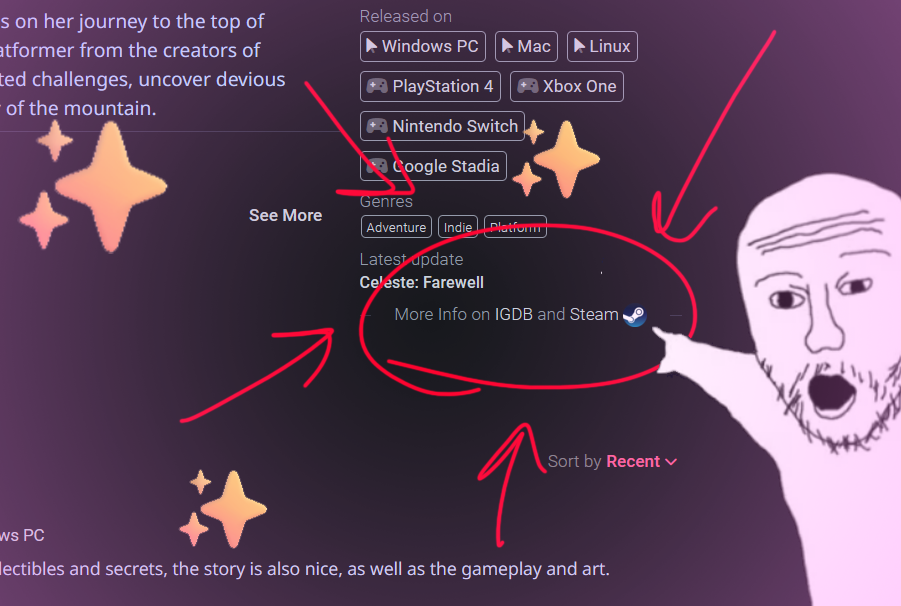 s on her journey to the top of
atformer from the creators of
ted challenges, uncover devious
of the mountain.
See More
Released on
Windows PC
Mac
Linux
PlayStation 4
Xbox One
Nintendo Switch
Google Stadia
Genres
Adventure
Indie
Platform
Latest update
Celeste: Farewell
More Info on IGDB and Steam
Sort by Recent
ws PC
lectibles and secrets, the story is also nice, as well as the gameplay and art.